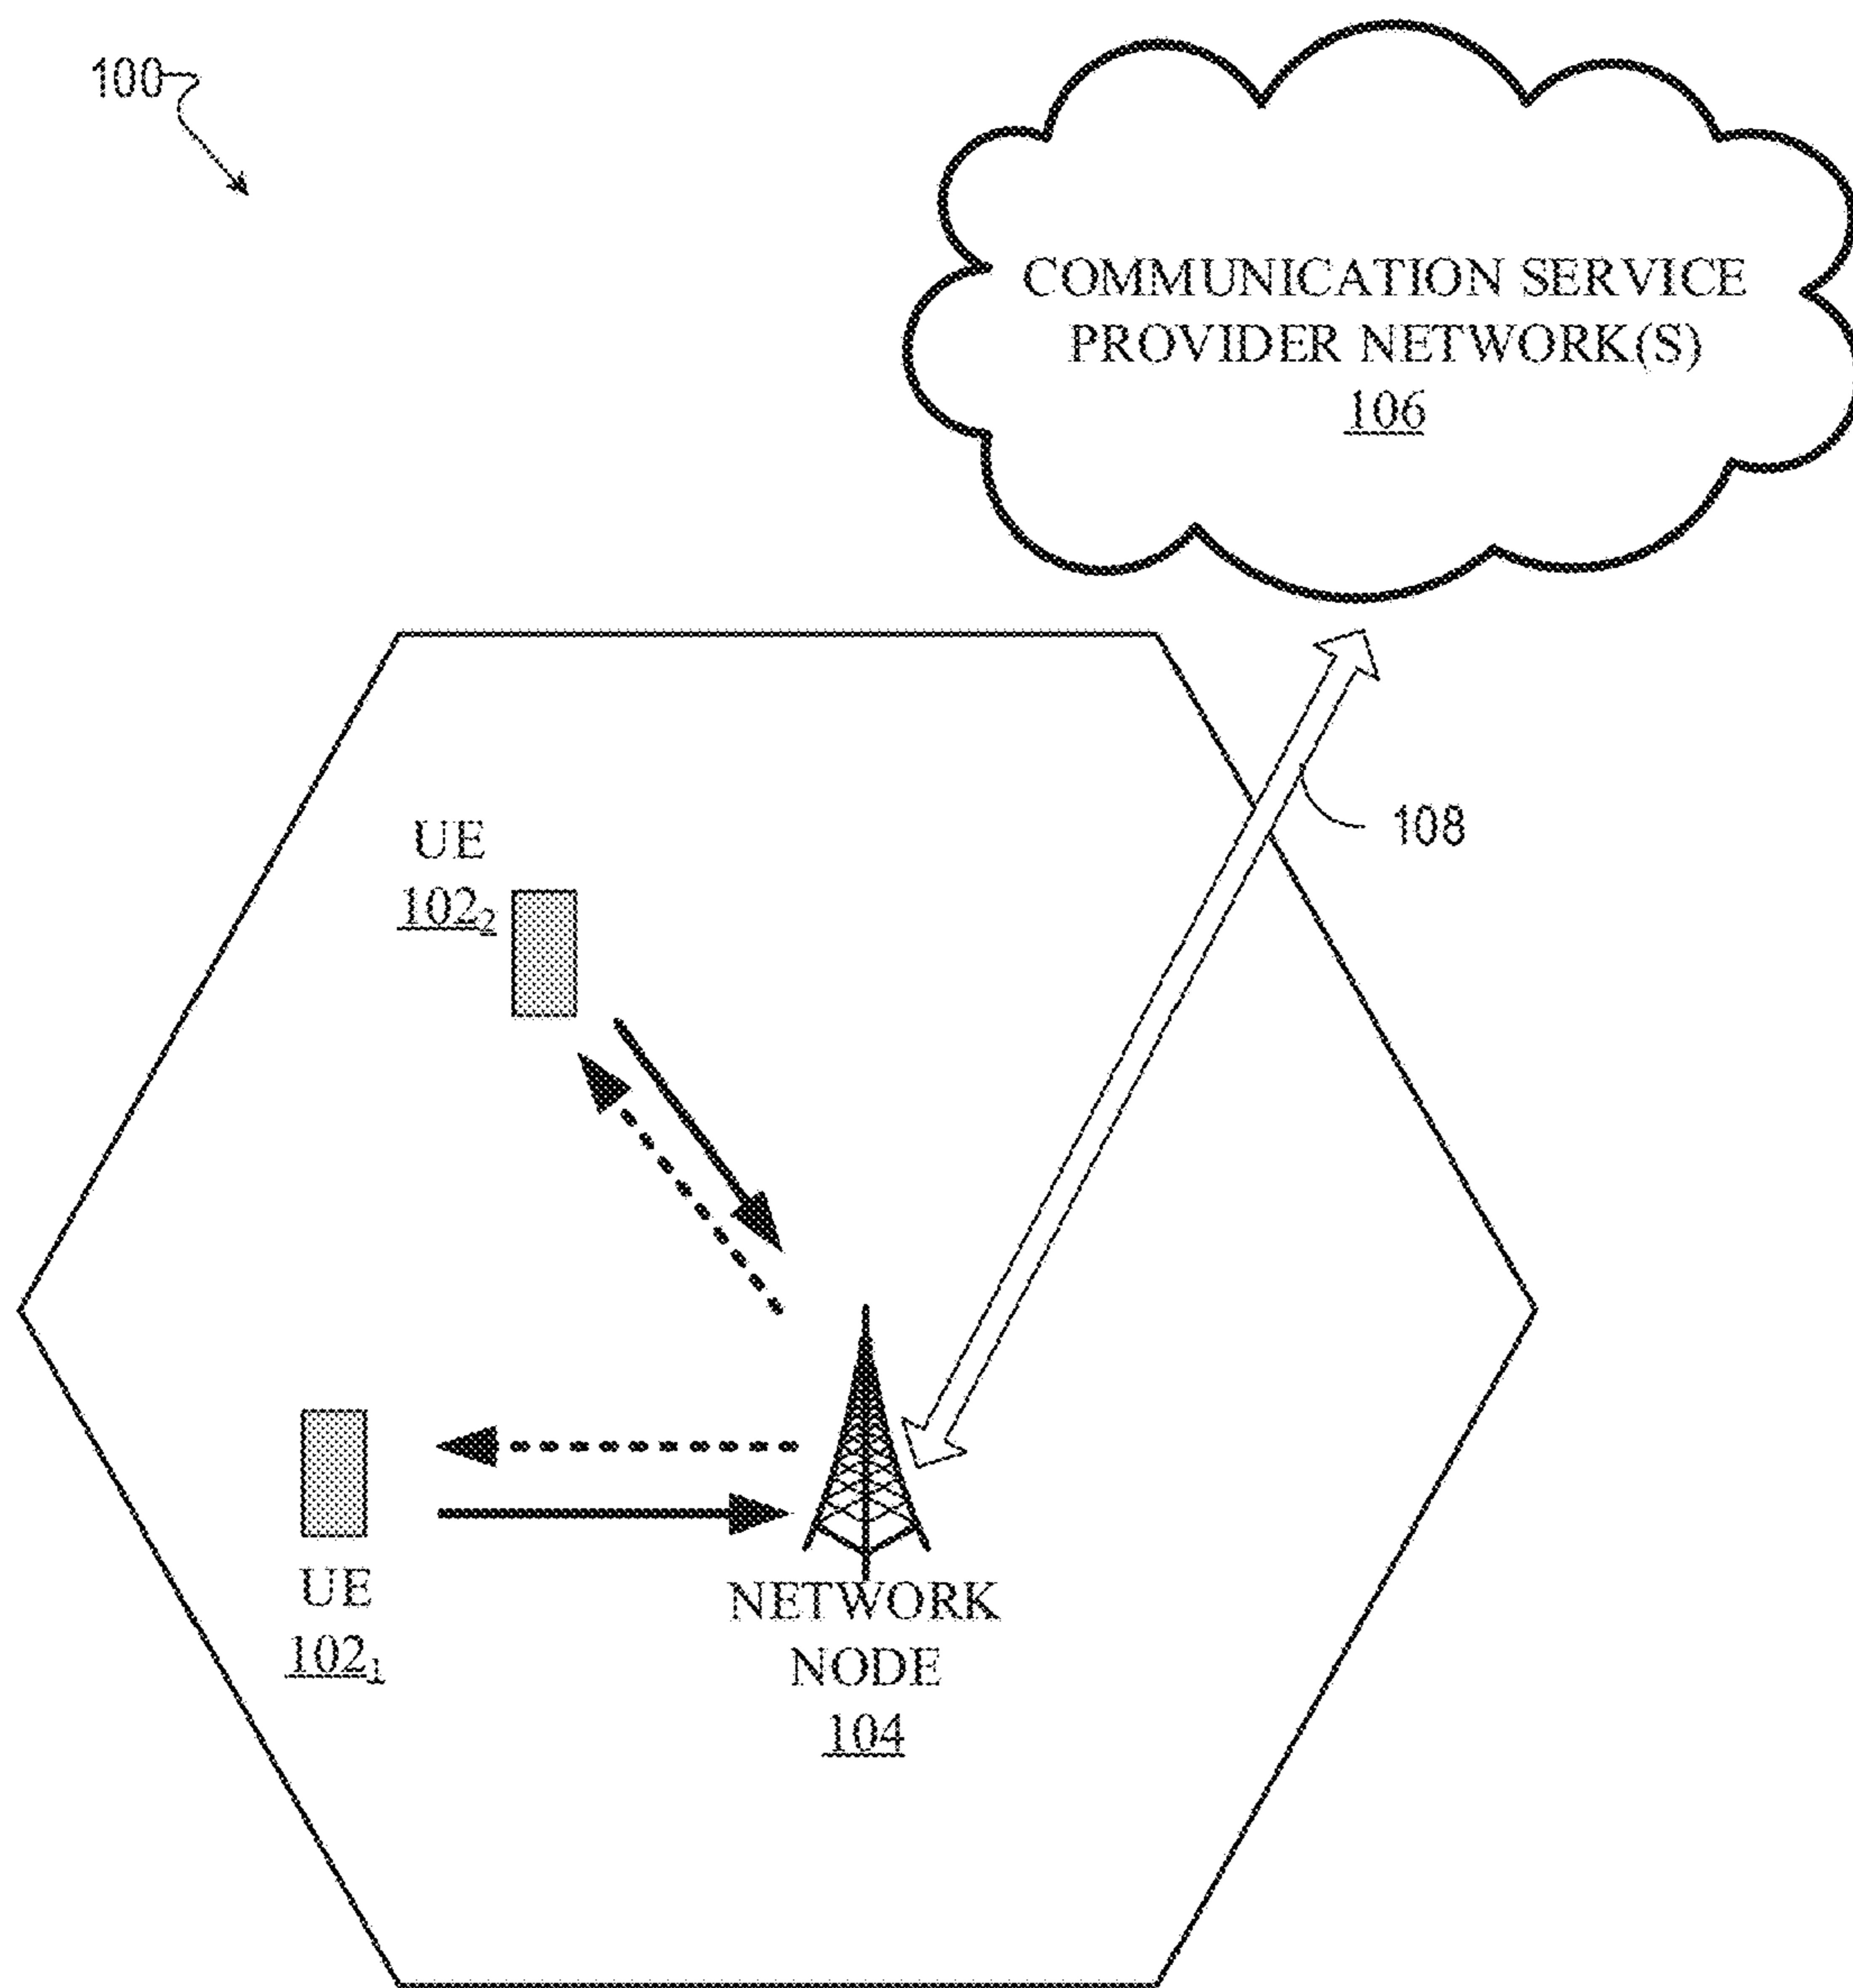 100
COMMUNICATION SERVICE
PROVIDER NETWORK(S)
106
108
UE
102₂
UE
102₁
NETWORK
NODE
104